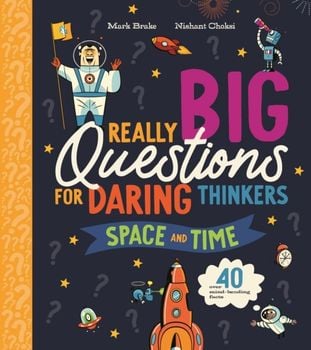 Mark Brake Nishant Choksi
REALLY BIG
Questions
FOR DARING THINKERS
SPACE AND TIME
over
40
mind-bending
facts